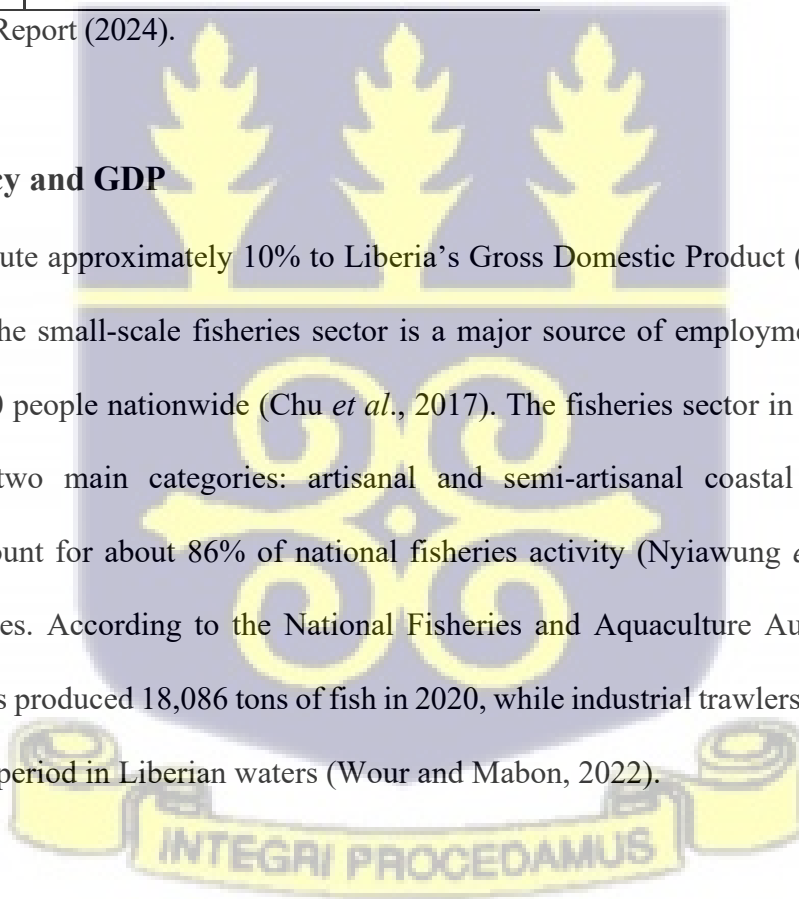 Report (2024).
cy and GDP
ute approximately 10% to Liberia’s Gross Domestic Product (
he small-scale fisheries sector is a major source of employme
0 people nationwide (Chu et al., 2017). The fisheries sector in
two main categories: artisanal and semi-artisanal coastal
ount for about 86% of national fisheries activity (Nyiawung e
es. According to the National Fisheries and Aquaculture Au
s produced 18,086 tons of fish in 2020, while industrial trawlers
period in Liberian waters (Wour and Mabon, 2022).
INTEGRI PROCEDAMUS